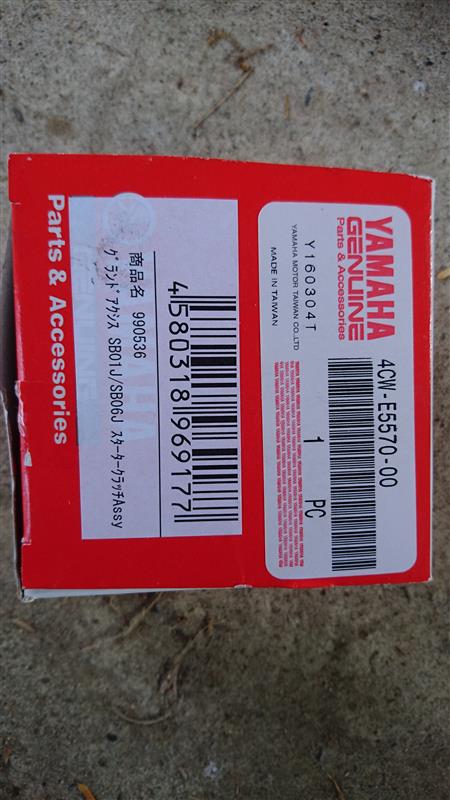 YAMAHA
GENUINE
Parts & Accessories
4CW-E5570-00
1 PC
Y160304T
YAMAHA MOTOR TAIWAN CO.,LTD
MADE IN TAIWAN
4580318969177
商品名 990536
ｸﾞﾗﾝﾄﾞｱｸｼｽ SB01J/SB06J ｽﾀｰﾀｰｸﾗｯﾁAssy
Parts & Accessories